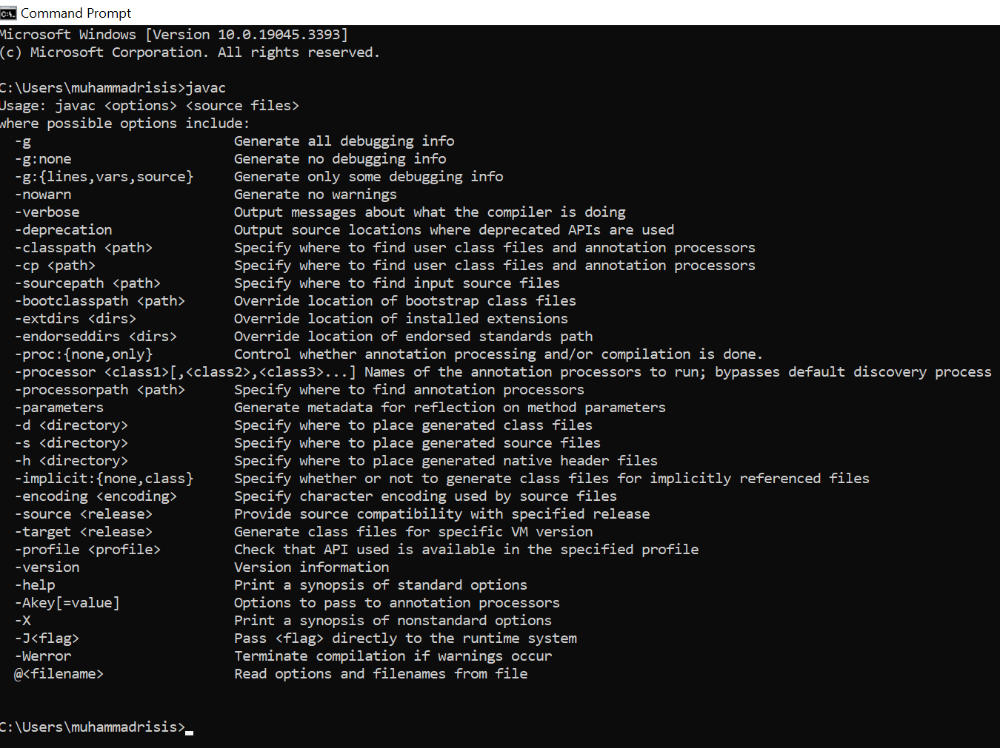 Command Prompt
Microsoft Windows [Version 10.0.19045.3393]
(c) Microsoft Corporation. All rights reserved.
C:\Users\muhammadrisis>javac
Usage: javac <options> <source files>
where possible options include:
  -g                         Generate all debugging info
  -g:none                    Generate no debugging info
  -g:{lines,vars,source}     Generate only some debugging info
  -nowarn                    Generate no warnings
  -verbose                   Output messages about what the compiler is doing
  -deprecation               Output source locations where deprecated APIs are used
  -classpath <path>          Specify where to find user class files and annotation processors
  -cp <path>                 Specify where to find user class files and annotation processors
  -sourcepath <path>         Specify where to find input source files
  -bootclasspath <path>      Override location of bootstrap class files
  -extdirs <dirs>            Override location of installed extensions
  -endorseddirs <dirs>       Override location of endorsed standards path
  -proc:{none,only}          Control whether annotation processing and/or compilation is done.
  -processor <class1>[,<class2>,<class3>...] Names of the annotation processors to run; bypasses default discovery process
  -processorpath <path>      Specify where to find annotation processors
  -parameters                Generate metadata for reflection on method parameters
  -d <directory>             Specify where to place generated class files
  -s <directory>             Specify where to place generated source files
  -h <directory>             Specify where to place generated native header files
  -implicit:{none,class}     Specify whether or not to generate class files for implicitly referenced files
  -encoding <encoding>       Specify character encoding used by source files
  -source <release>          Provide source compatibility with specified release
  -target <release>          Generate class files for specific VM version
  -profile <profile>         Check that API used is available in the specified profile
  -version                   Version information
  -help                      Print a synopsis of standard options
  -Akey[=value]              Options to pass to annotation processors
  -X                         Print a synopsis of nonstandard options
  -J<flag>                   Pass <flag> directly to the runtime system
  -Werror                    Terminate compilation if warnings occur
  @<filename>                Read options and filenames from file
C:\Users\muhammadrisis>